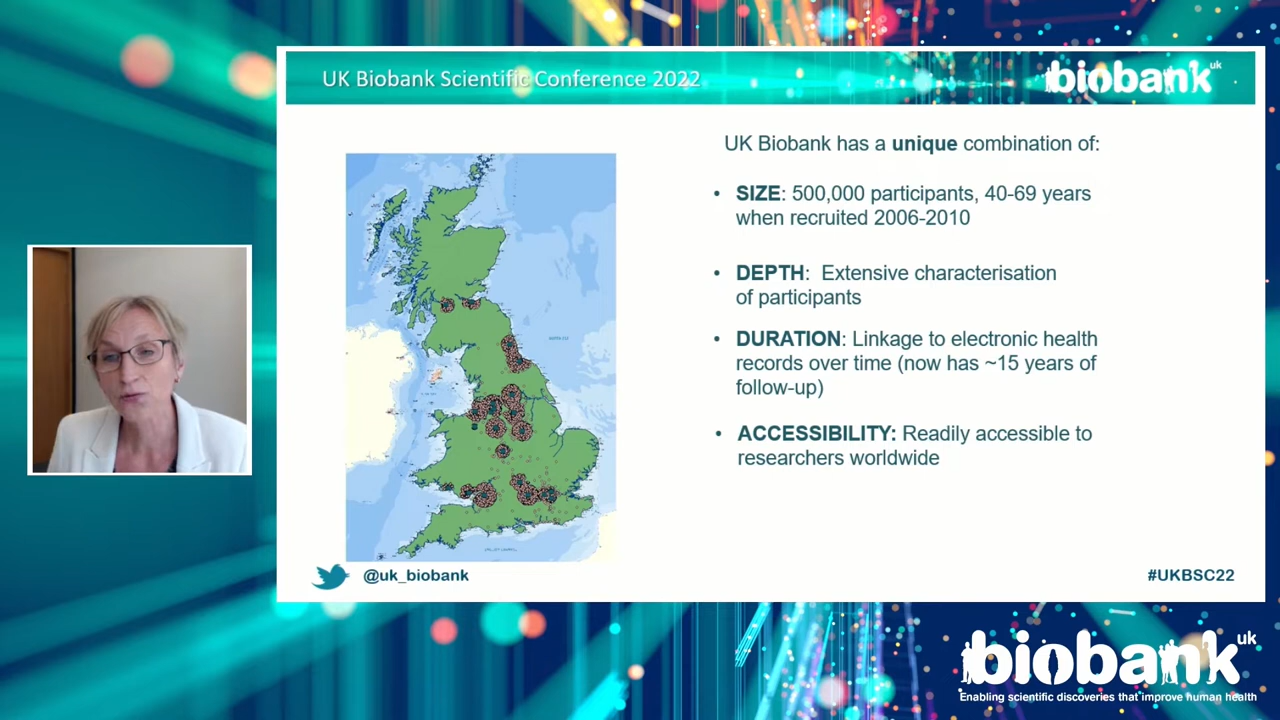 UK Biobank Scientific Conference 2022
biobank uk
UK Biobank has a unique combination of:
• SIZE: 500,000 participants, 40-69 years
when recruited 2006-2010
• DEPTH: Extensive characterisation
of participants
• DURATION: Linkage to electronic health
records over time (now has ~15 years of
follow-up)
• ACCESSIBILITY: Readily accessible to
researchers worldwide
@uk_biobank
#UKBSC22
biobank uk
Enabling scientific discoveries that improve human health